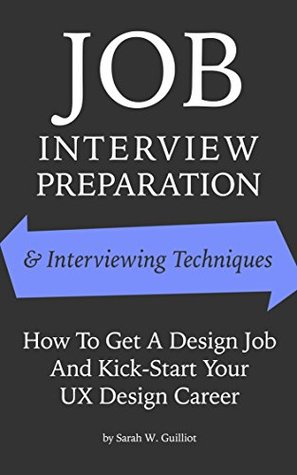 JOB
INTERVIEW
PREPARATION
& Interviewing Techniques
How To Get A Design Job
And Kick-Start Your
UX Design Career
by Sarah W. Guilliot